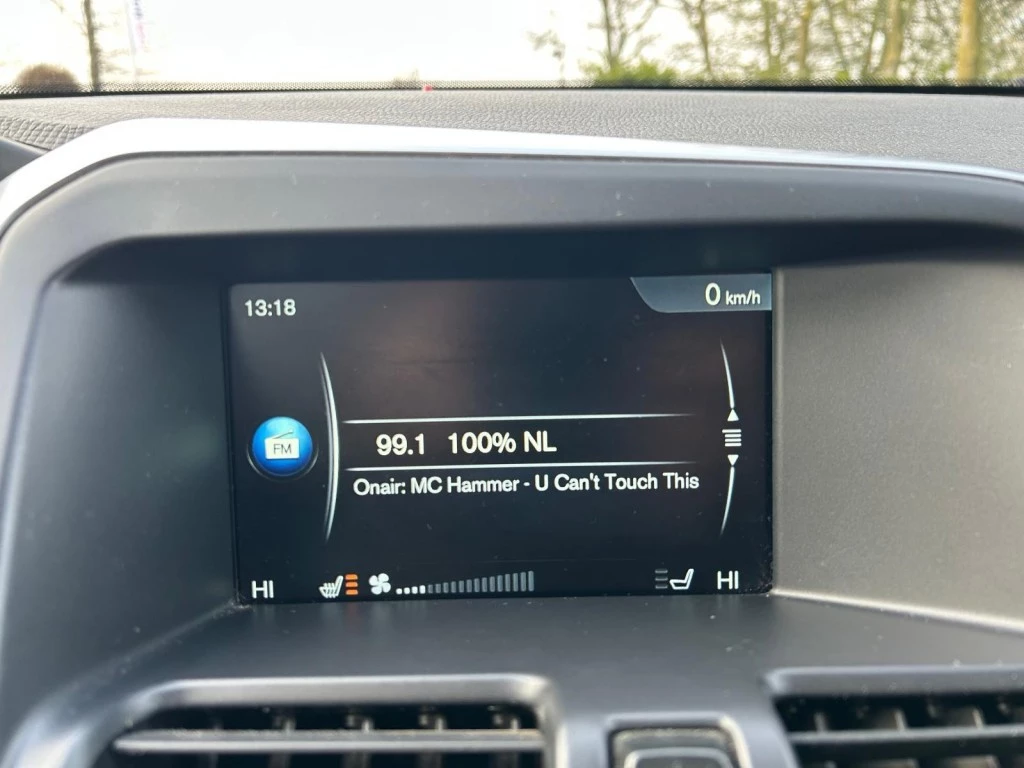 13:18
0 km/h
FM
99.1 100% NL
Onair: MC Hammer - U Can't Touch This
HI
HI